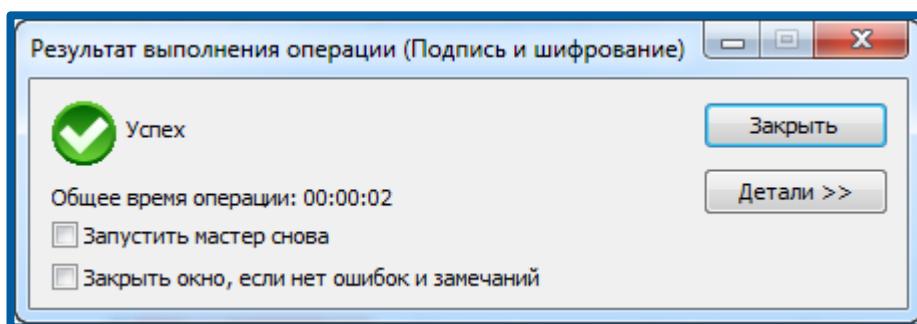 Результат выполнения операции (Подпись и шифрование)
Успех
Закрыть
Общее время операции: 00:00:02
Детали >>
Запустить мастер снова
Закрыть окно, если нет ошибок и замечаний